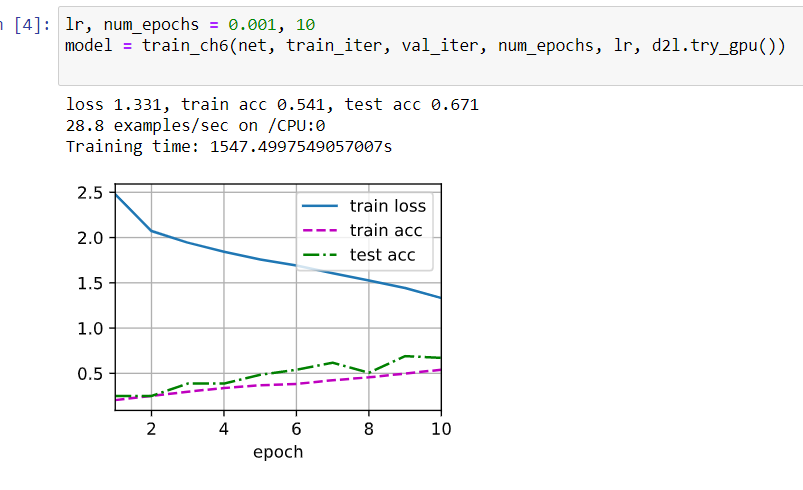 [4]: lr, num_epochs = 0.001, 10
model = train_ch6(net, train_iter, val_iter, num_epochs, lr, d2l.try_gpu())
loss 1.331, train acc 0.541, test acc 0.671
28.8 examples/sec on /CPU:0
Training time: 1547.4997549057007s
2.5
2.0
1.5
1.0
0.5
train loss
train acc
test acc
2 4 6 8 10
epoch